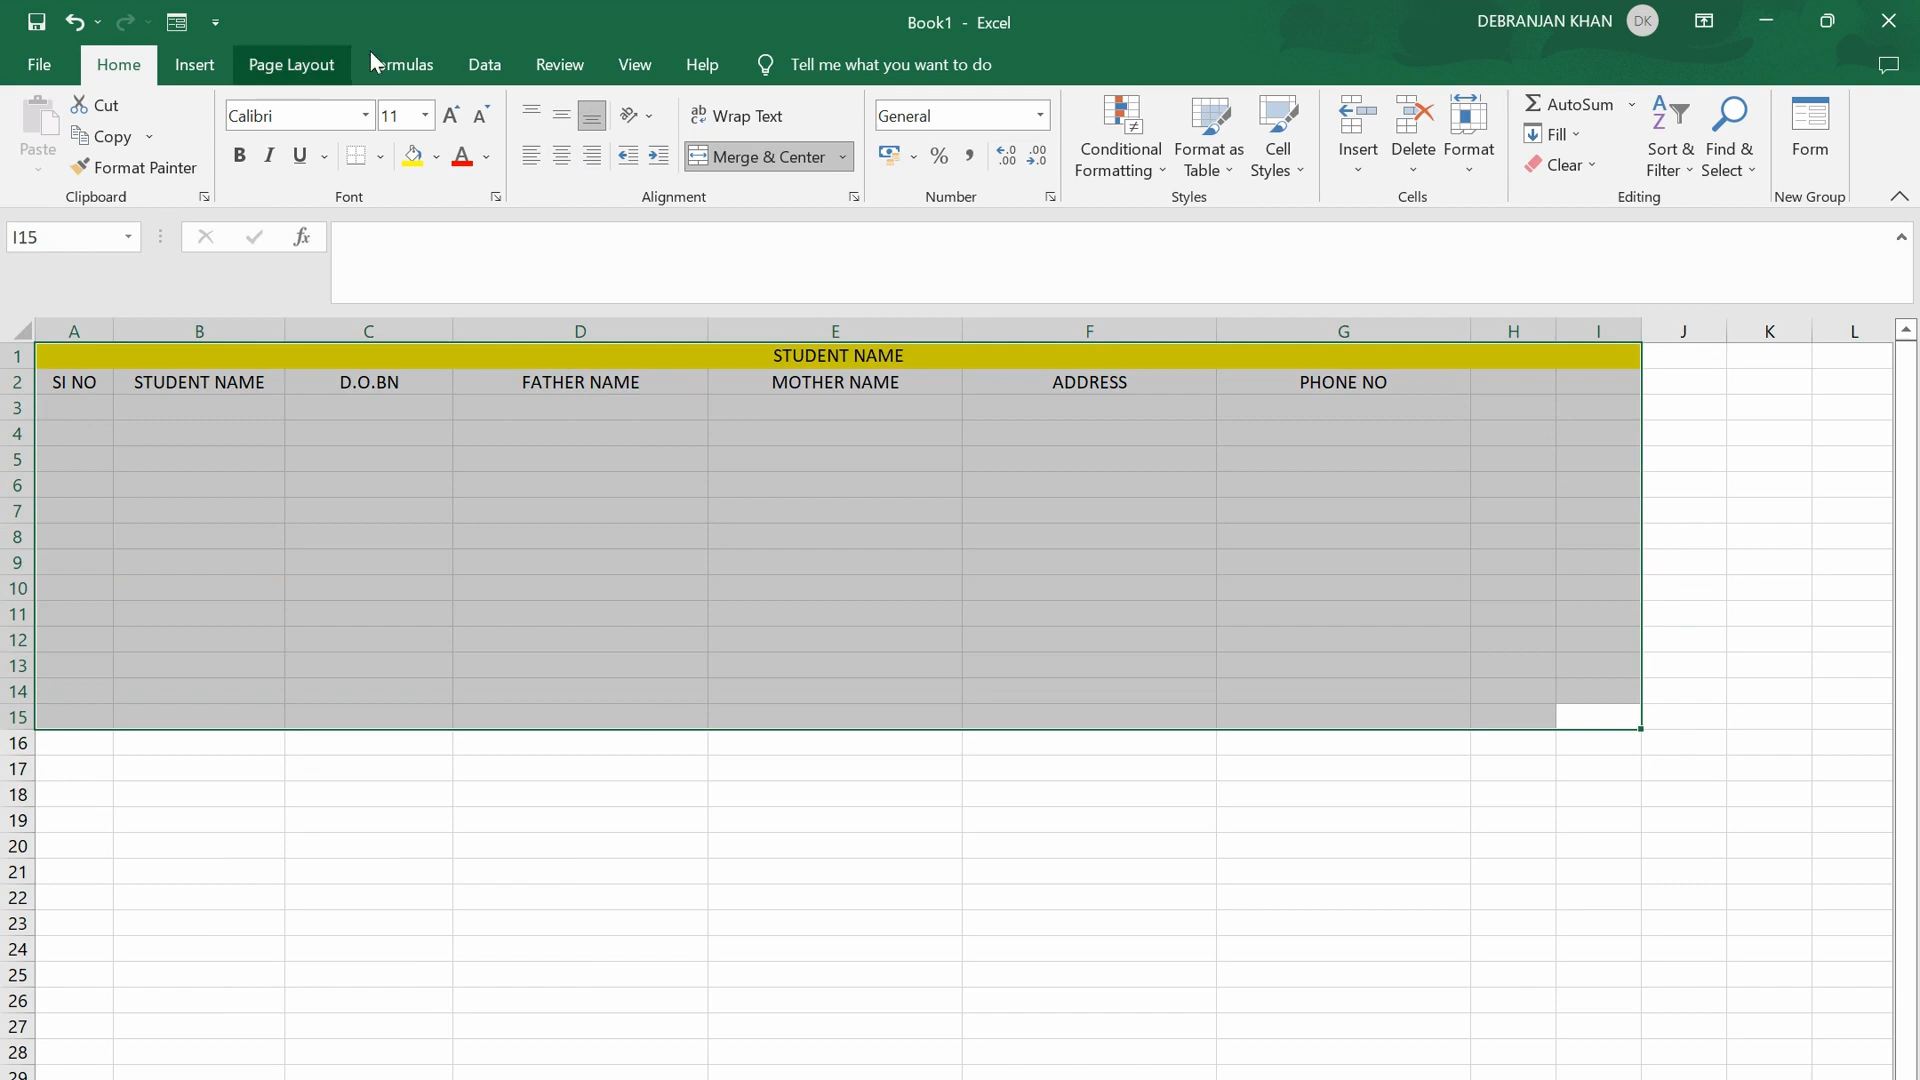 Book1 - Excel
DEBRANJAN KHAN DK
File Home Insert Page Layout rmulas Data Review View Help Tell me what you want to do
Paste
Cut
Copy
Format Painter
Clipboard
Calibri 11
B I U
Font
Wrap Text
Merge & Center
Alignment
General
Number
Conditional Formatting
Format as Table
Cell Styles
Styles
Insert Delete Format
Cells
AutoSum
Fill
Clear
Sort & Filter
Find & Select
Editing
Form
New Group
I15
fx
A B C D E F G H I J K L
1 STUDENT NAME
2 SI NO STUDENT NAME D.O.BN FATHER NAME MOTHER NAME ADDRESS PHONE NO
3
4
5
6
7
8
9
10
11
12
13
14
15
16
17
18
19
20
21
22
23
24
25
26
27
28
29